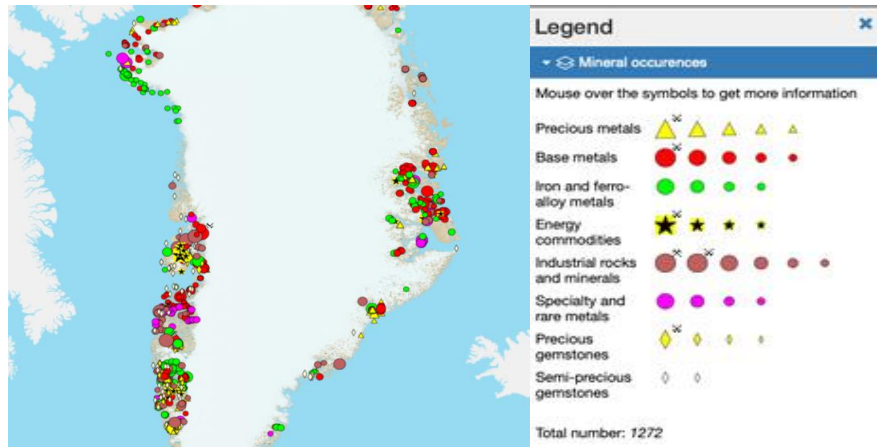 Legend
Mineral occurences
Mouse over the symbols to get more information
Precious metals
Base metals
Iron and ferro-
alloy metals
Energy
commodities
Industrial rocks
and minerals
Specialty and
rare metals
Precious
gemstones
Semi-precious
gemstones
Total number: 1272